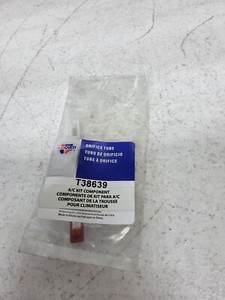 ORIFICE TUBE
TUBO DE ORIFICIO
TUBE À ORIFICE
T38639
A/C KIT COMPONENT
COMPONENTE DE KIT PARA A/C
COMPOSANT DE LA TROUSSE
POUR CLIMATISEUR